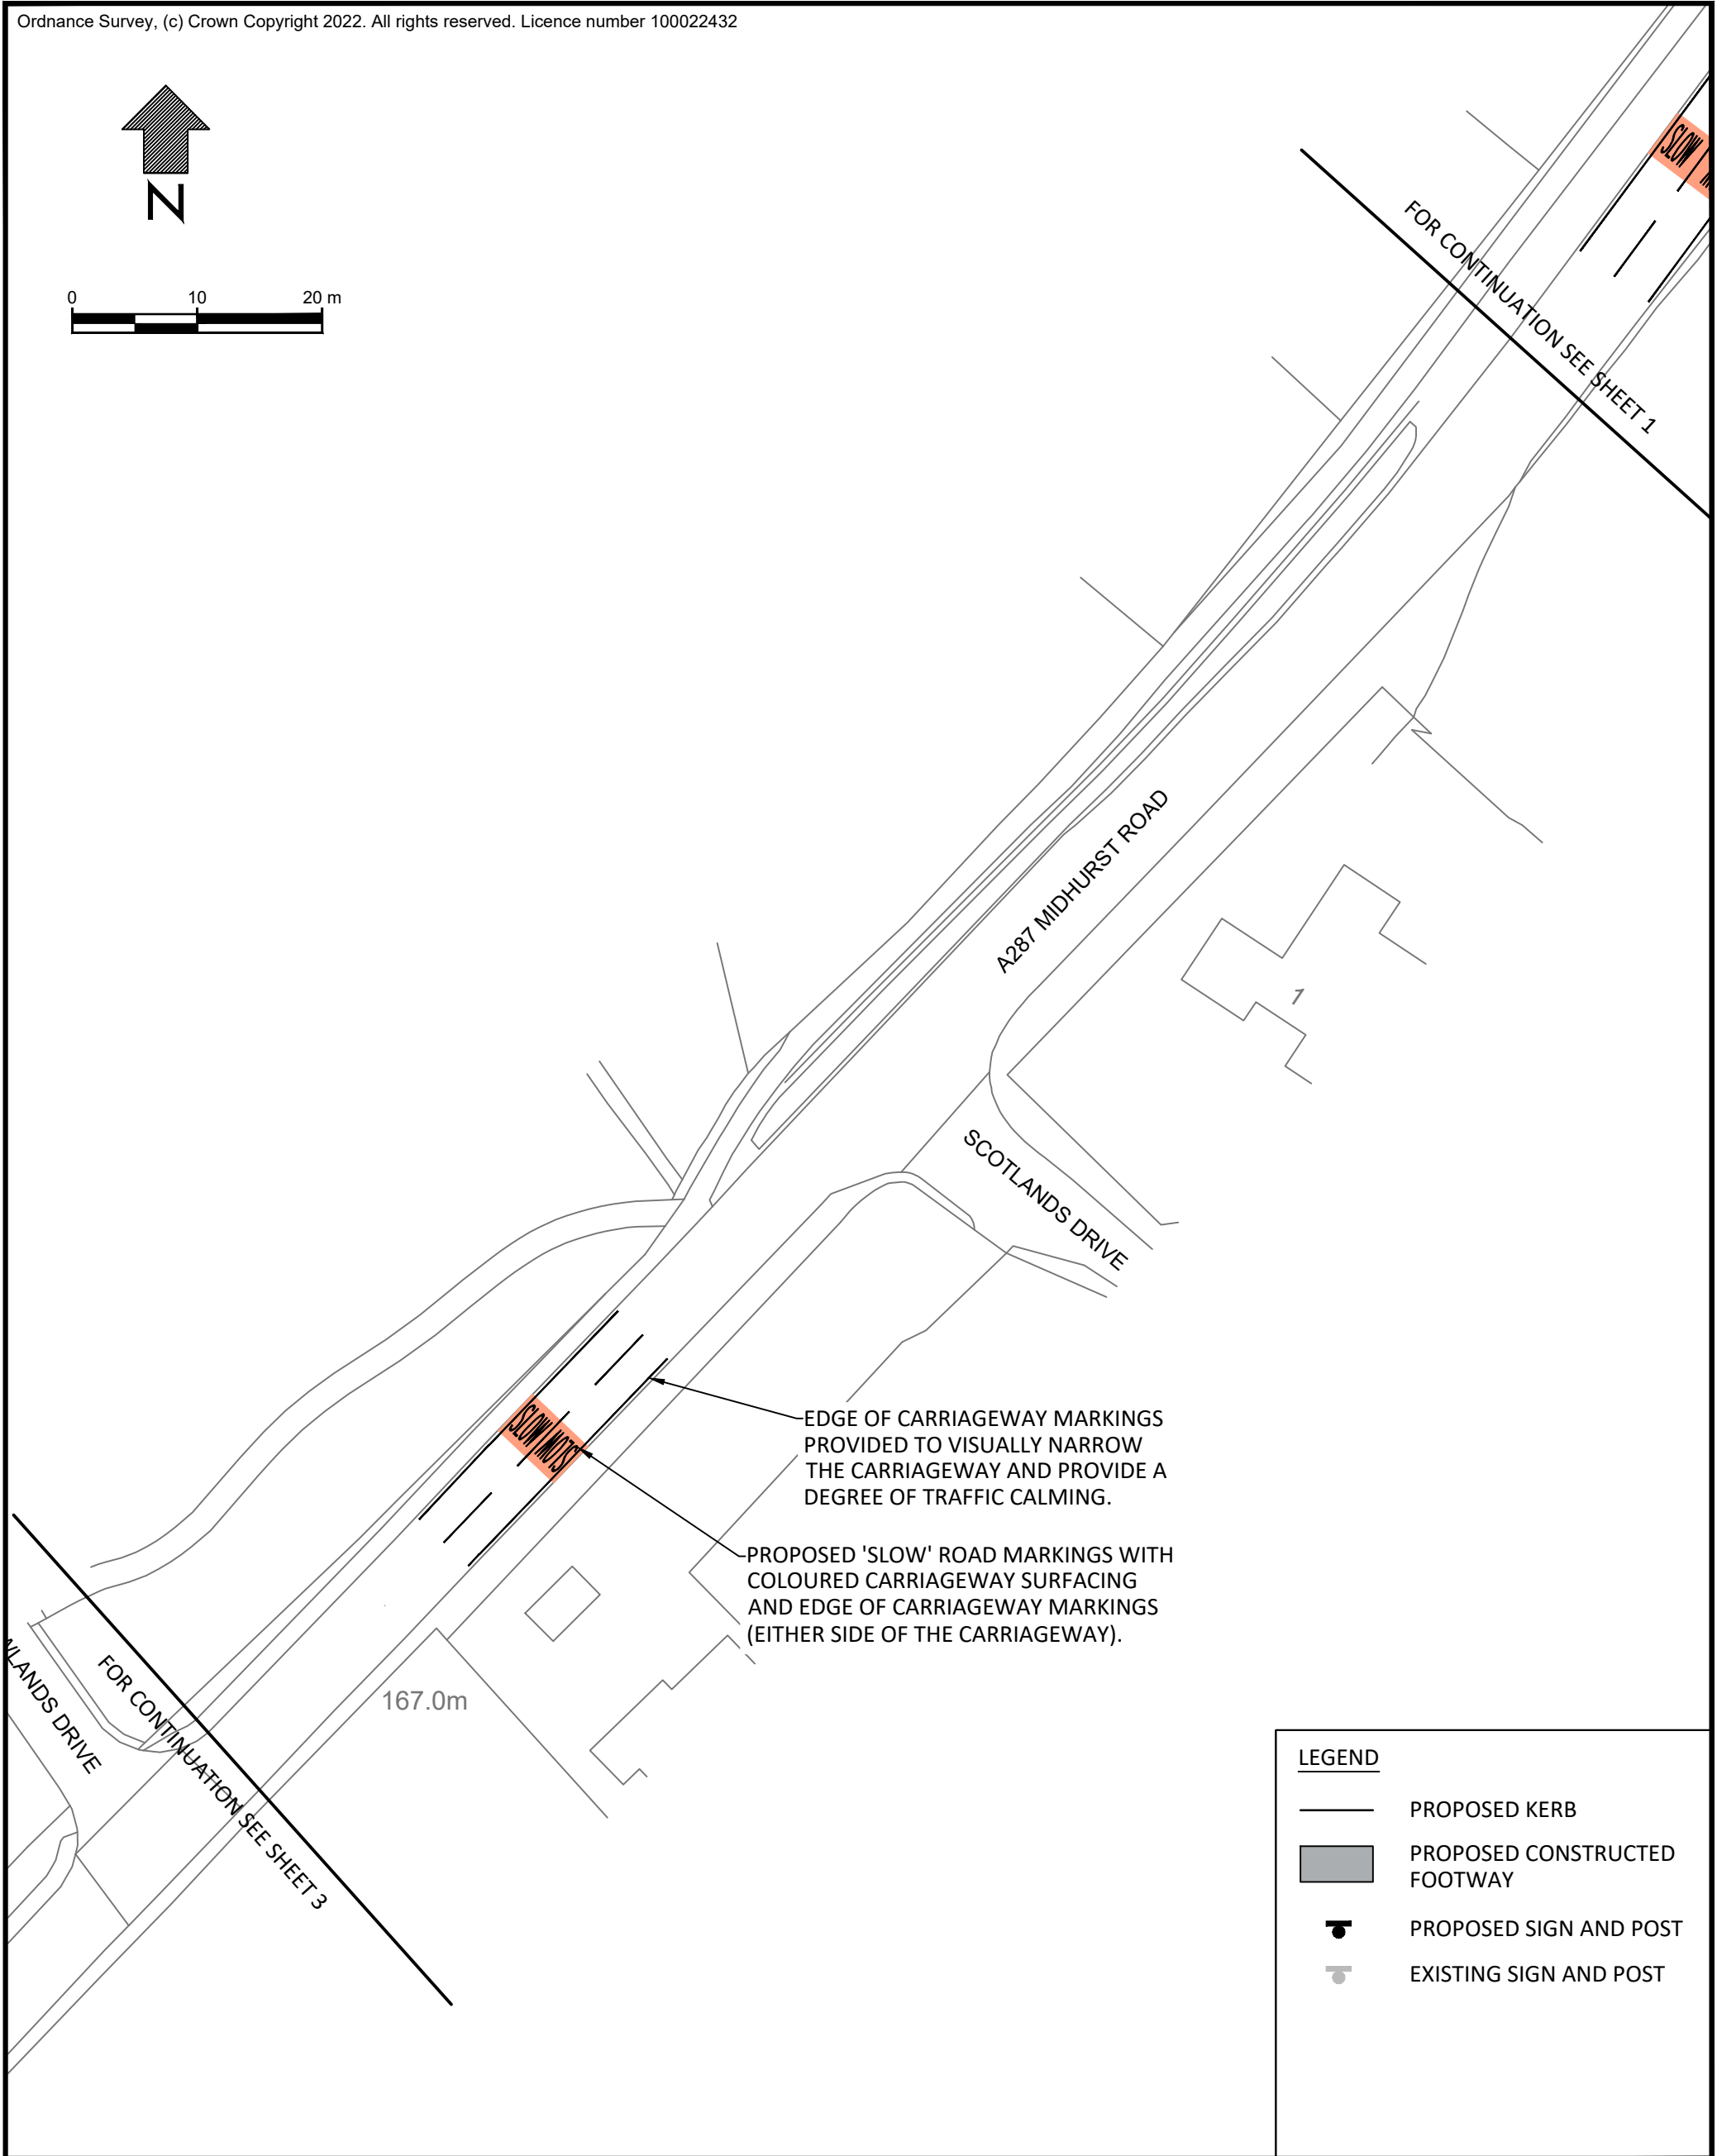 Ordnance Survey, (c) Crown Copyright 2022. All rights reserved. Licence number 100022432
N
0 10 20 m
SLOW
FOR CONTINUATION SEE SHEET 1
A287 MIDHURST ROAD
1
SCOTLANDS DRIVE
EDGE OF CARRIAGEWAY MARKINGS
PROVIDED TO VISUALLY NARROW
THE CARRIAGEWAY AND PROVIDE A
DEGREE OF TRAFFIC CALMING.
SLOW SLOW
PROPOSED 'SLOW' ROAD MARKINGS WITH
COLOURED CARRIAGEWAY SURFACING
AND EDGE OF CARRIAGEWAY MARKINGS
(EITHER SIDE OF THE CARRIAGEWAY).
LANDS DRIVE
FOR CONTINUATION SEE SHEET 3
167.0m
LEGEND
PROPOSED KERB
PROPOSED CONSTRUCTED
FOOTWAY
PROPOSED SIGN AND POST
EXISTING SIGN AND POST